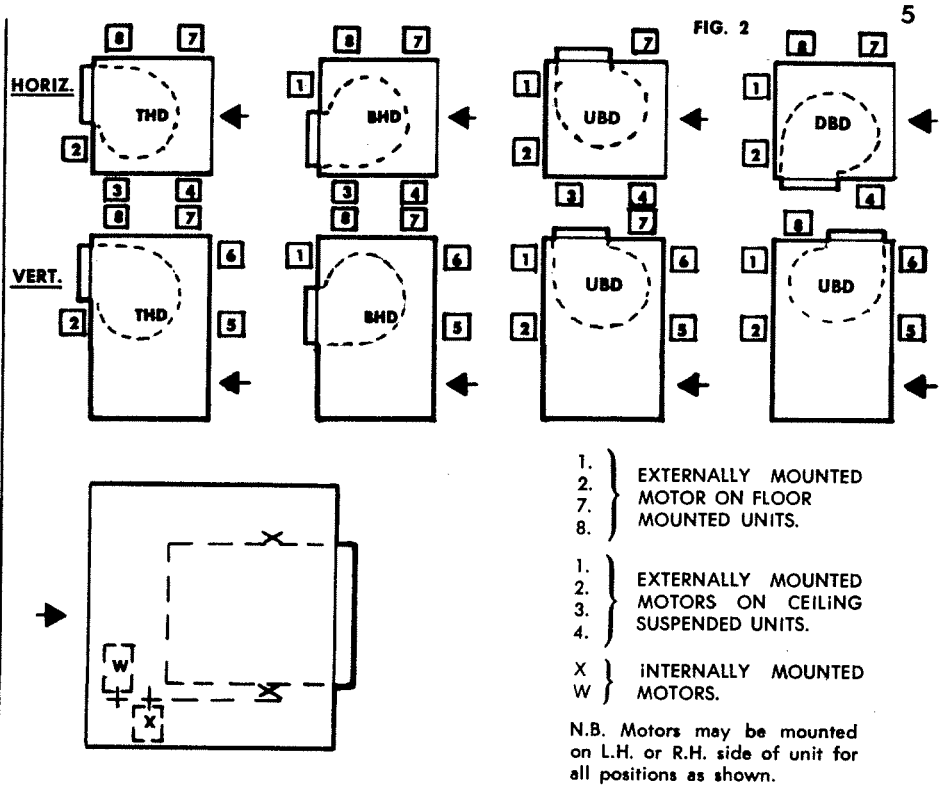 5
FIG. 2
8 7 8 7 7 8 7
HORIZ.
1 1 1
THD BHD UBD DBD
2 2 2
3 4 3 4 3 4 4
8 7 8 7 7 8
VERT.
6 1 6 1 6 1 6
THD BHD UBD UBD
2 5 5 2 5 2 5
1.
2.
7.
8.
EXTERNALLY MOUNTED
MOTOR ON FLOOR
MOUNTED UNITS.
1.
2.
3.
4.
EXTERNALLY MOUNTED
MOTORS ON CEILiNG
SUSPENDED UNITS.
X
W
iNTERNALLY MOUNTED
MOTORS.
X
W
X
X
N.B. Motors may be mounted
on L.H. or R.H. side of unit for
all positions as shown.